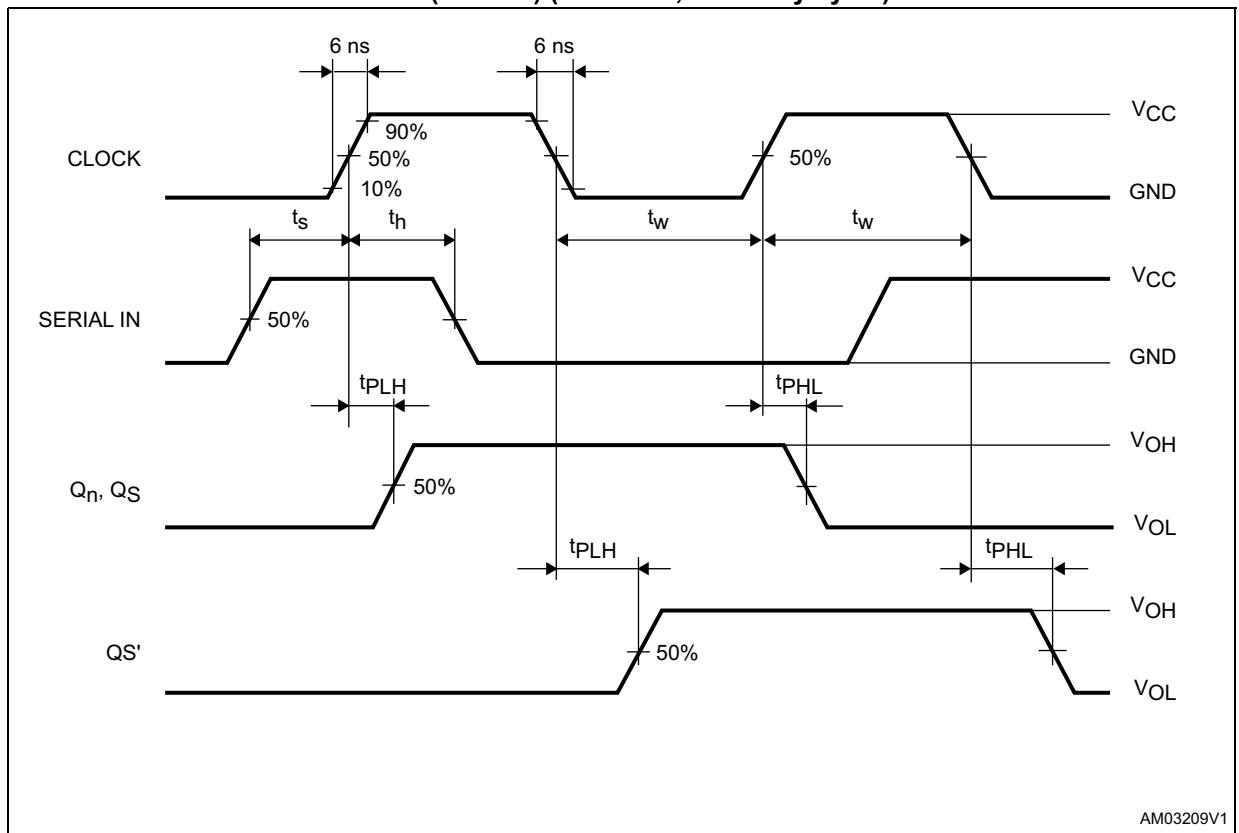 6 ns 6 ns
VCC
90%
CLOCK 50% 50%
10% GND
ts th tw tw
VCC
SERIAL IN 50%
GND
tPLH tPHL
VOH
Qn, QS 50%
VOL
tPLH tPHL
VOH
QS' 50%
VOL
AM03209V1